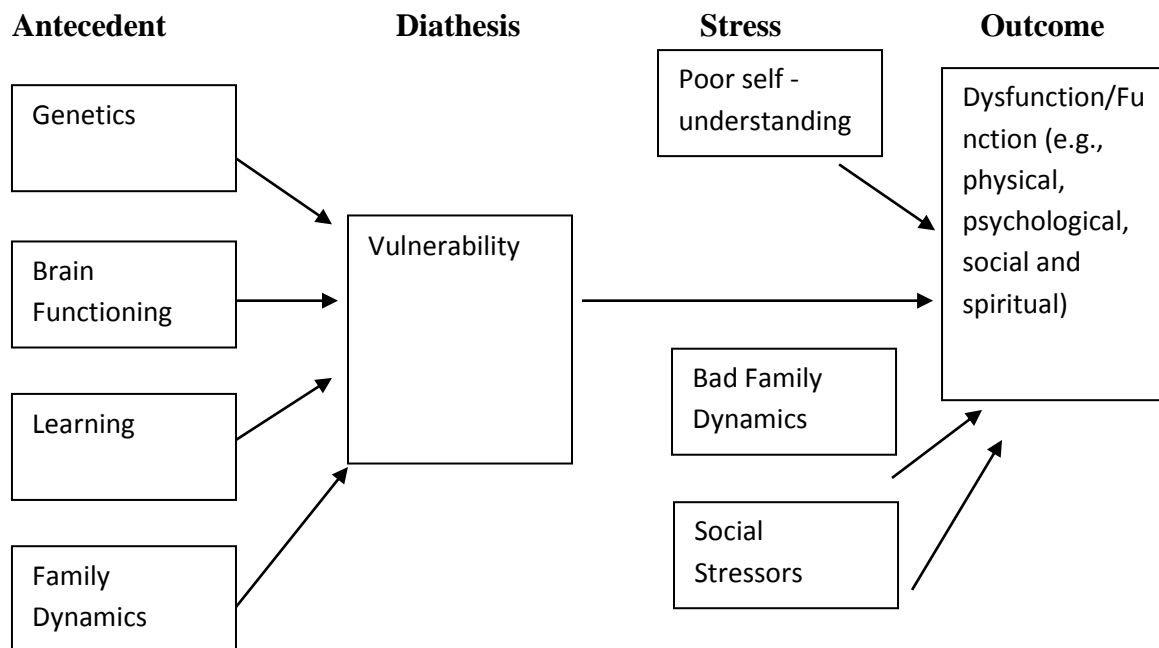 Antecedent
Diathesis
Stress
Outcome
Genetics
Brain
Functioning
Learning
Family
Dynamics
Vulnerability
Poor self -
understanding
Bad Family
Dynamics
Social
Stressors
Dysfunction/Fu
nction (e.g.,
physical,
psychological,
social and
spiritual)